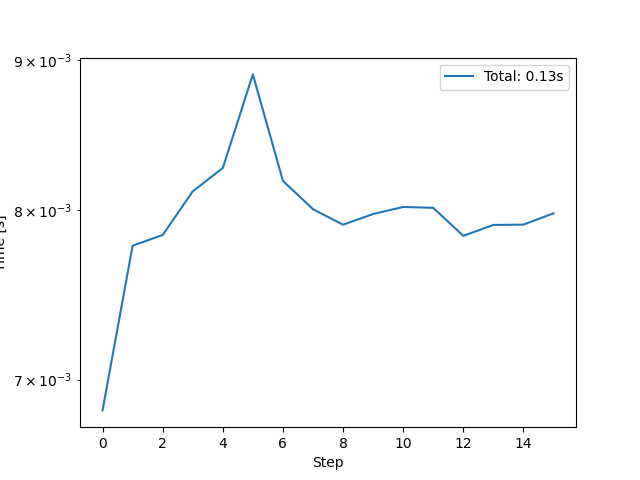 9 × 10⁻³
8 × 10⁻³
7 × 10⁻³
[s]
Total: 0.13s
0 2 4 6 8 10 12 14
Step